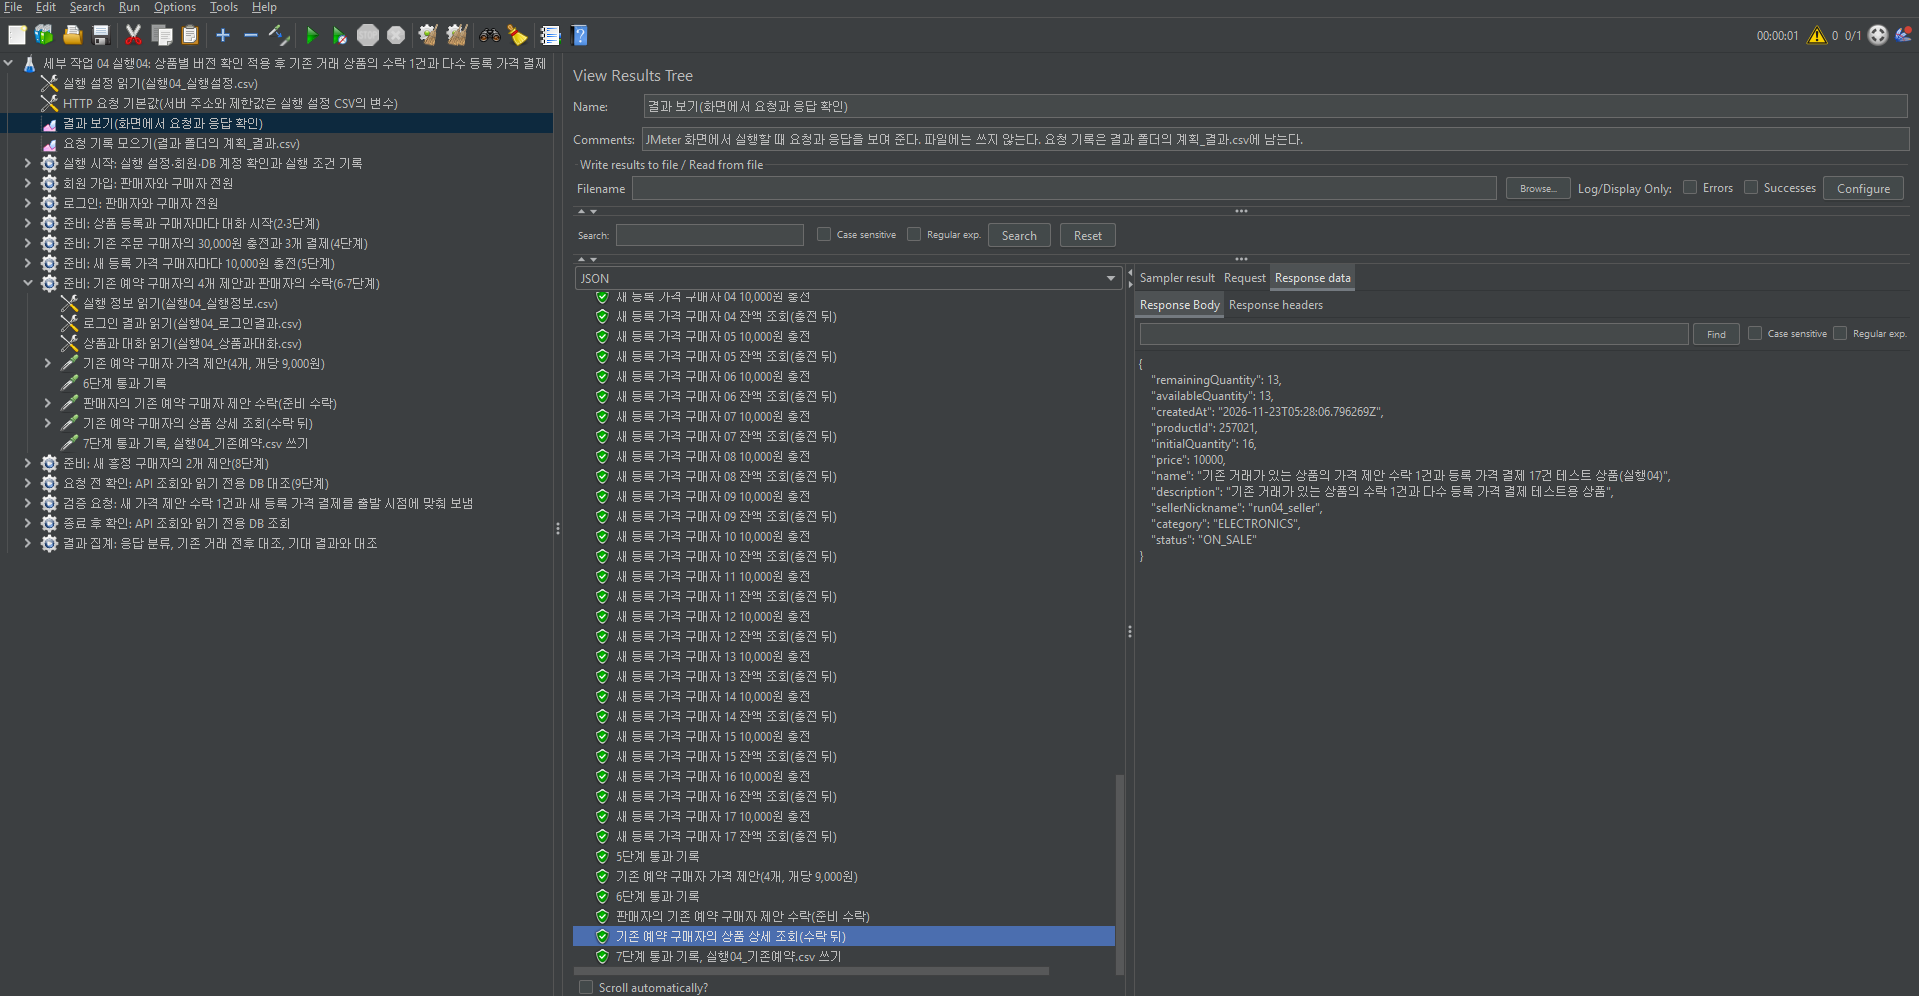 File Edit Search Run Options Tools Help
00:00:01 0 0/1
세부 작업 04 실행04: 상품별 버전 확인 적용 후 기존 거래 상품의 수락 1건과 다수 등록 가격 결제
실행 설정 읽기(실행04_실행설정.csv)
HTTP 요청 기본값(서버 주소와 제한값은 실행 설정 CSV의 변수)
결과 보기(화면에서 요청과 응답 확인)
요청 기록 모으기(결과 폴더의 계획_결과.csv)
실행 시작: 실행 설정·회원·DB 계정 확인과 실행 조건 기록
회원 가입: 판매자와 구매자 전원
로그인: 판매자와 구매자 전원
준비: 상품 등록과 구매자마다 대화 시작(2·3단계)
준비: 기존 주문 구매자의 30,000원 충전과 3개 결제(4단계)
준비: 새 등록 가격 구매자마다 10,000원 충전(5단계)
준비: 기존 예약 구매자의 4개 제안과 판매자의 수락(6·7단계)
실행 정보 읽기(실행04_실행정보.csv)
로그인 결과 읽기(실행04_로그인결과.csv)
상품과 대화 읽기(실행04_상품과대화.csv)
기존 예약 구매자 가격 제안(4개, 개당 9,000원)
6단계 통과 기록
판매자의 기존 예약 구매자 제안 수락(준비 수락)
기존 예약 구매자의 상품 상세 조회(수락 뒤)
7단계 통과 기록, 실행04_기존예약.csv 쓰기
준비: 새 흥정 구매자의 2개 제안(8단계)
요청 전 확인: API 조회와 읽기 전용 DB 대조(9단계)
검증 요청: 새 가격 제안 수락 1건과 새 등록 가격 결제를 출발 시점에 맞춰 보냄
종료 후 확인: API 조회와 읽기 전용 DB 조회
결과 집계: 응답 분류, 기존 거래 전후 대조, 기대 결과와 대조
View Results Tree
Name: 결과 보기(화면에서 요청과 응답 확인)
Comments: JMeter 화면에서 실행할 때 요청과 응답을 보여 준다. 파일에는 쓰지 않는다. 요청 기록은 결과 폴더의 계획_결과.csv에 남는다.
Write results to file / Read from file
Filename Browse... Log/Display Only: Errors Successes Configure
Search: Case sensitive Regular exp. Search Reset
JSON
새 등록 가격 구매자 04 10,000원 충전
새 등록 가격 구매자 04 잔액 조회(충전 뒤)
새 등록 가격 구매자 05 10,000원 충전
새 등록 가격 구매자 05 잔액 조회(충전 뒤)
새 등록 가격 구매자 06 10,000원 충전
새 등록 가격 구매자 06 잔액 조회(충전 뒤)
새 등록 가격 구매자 07 10,000원 충전
새 등록 가격 구매자 07 잔액 조회(충전 뒤)
새 등록 가격 구매자 08 10,000원 충전
새 등록 가격 구매자 08 잔액 조회(충전 뒤)
새 등록 가격 구매자 09 10,000원 충전
새 등록 가격 구매자 09 잔액 조회(충전 뒤)
새 등록 가격 구매자 10 10,000원 충전
새 등록 가격 구매자 10 잔액 조회(충전 뒤)
새 등록 가격 구매자 11 10,000원 충전
새 등록 가격 구매자 11 잔액 조회(충전 뒤)
새 등록 가격 구매자 12 10,000원 충전
새 등록 가격 구매자 12 잔액 조회(충전 뒤)
새 등록 가격 구매자 13 10,000원 충전
새 등록 가격 구매자 13 잔액 조회(충전 뒤)
새 등록 가격 구매자 14 10,000원 충전
새 등록 가격 구매자 14 잔액 조회(충전 뒤)
새 등록 가격 구매자 15 10,000원 충전
새 등록 가격 구매자 15 잔액 조회(충전 뒤)
새 등록 가격 구매자 16 10,000원 충전
새 등록 가격 구매자 16 잔액 조회(충전 뒤)
새 등록 가격 구매자 17 10,000원 충전
새 등록 가격 구매자 17 잔액 조회(충전 뒤)
5단계 통과 기록
기존 예약 구매자 가격 제안(4개, 개당 9,000원)
6단계 통과 기록
판매자의 기존 예약 구매자 제안 수락(준비 수락)
기존 예약 구매자의 상품 상세 조회(수락 뒤)
7단계 통과 기록, 실행04_기존예약.csv 쓰기
Scroll automatically?
Sampler result Request Response data
Response Body Response headers
Find Case sensitive Regular exp.
{
"remainingQuantity": 13,
"availableQuantity": 13,
"createdAt": "2026-11-23T05:28:06.796269Z",
"productId": 257021,
"initialQuantity": 16,
"price": 10000,
"name": "기존 거래가 있는 상품의 가격 제안 수락 1건과 등록 가격 결제 17건 테스트 상품(실행04)",
"description": "기존 거래가 있는 상품의 수락 1건과 다수 등록 가격 결제 테스트용 상품",
"sellerNickname": "run04_seller",
"category": "ELECTRONICS",
"status": "ON_SALE"
}